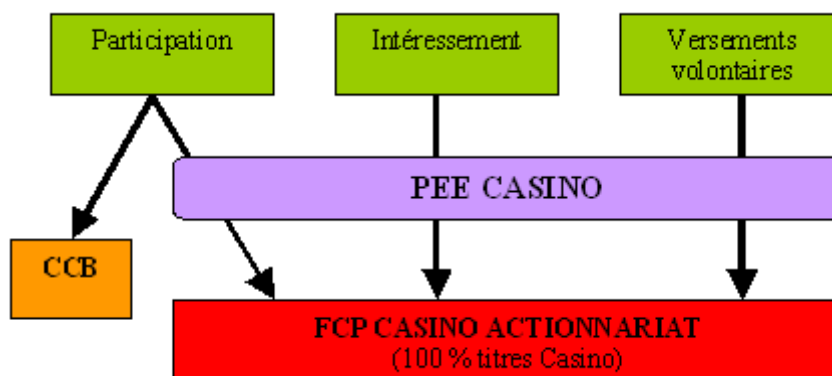 Participation
Intéressement
Versements
volontaires
PEE CASINO
CCB
FCP CASINO ACTIONNARIAT
(100 % titres Casino)